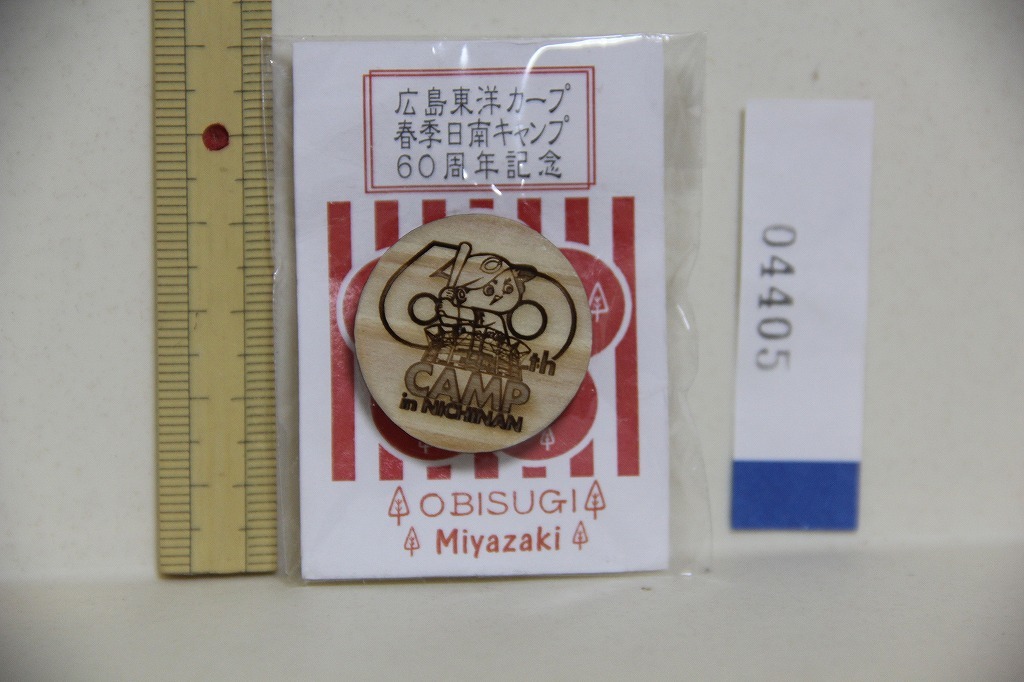 広島東洋カープ
春季日南キャンプ
60周年記念
60th
CAMP
in NICHINAN
OBISUGI
Miyazaki
04405